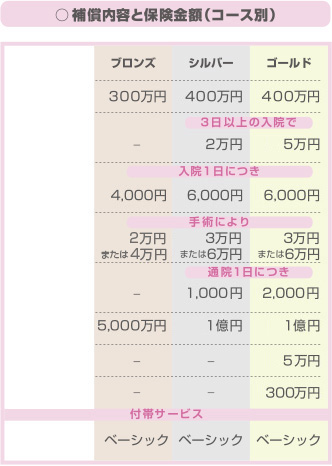 ○ 補償内容と保険金額（コース別）
ブロンズ シルバー ゴールド
300万円 400万円 400万円
3日以上の入院で
– 2万円 5万円
入院1日につき
4,000円 6,000円 6,000円
手術により
2万円 3万円 3万円
または4万円 または6万円 または6万円
通院1日につき
– 1,000円 2,000円
5,000万円 1億円 1億円
– – 5万円
– – 300万円
付帯サービス
ベーシック ベーシック ベーシック